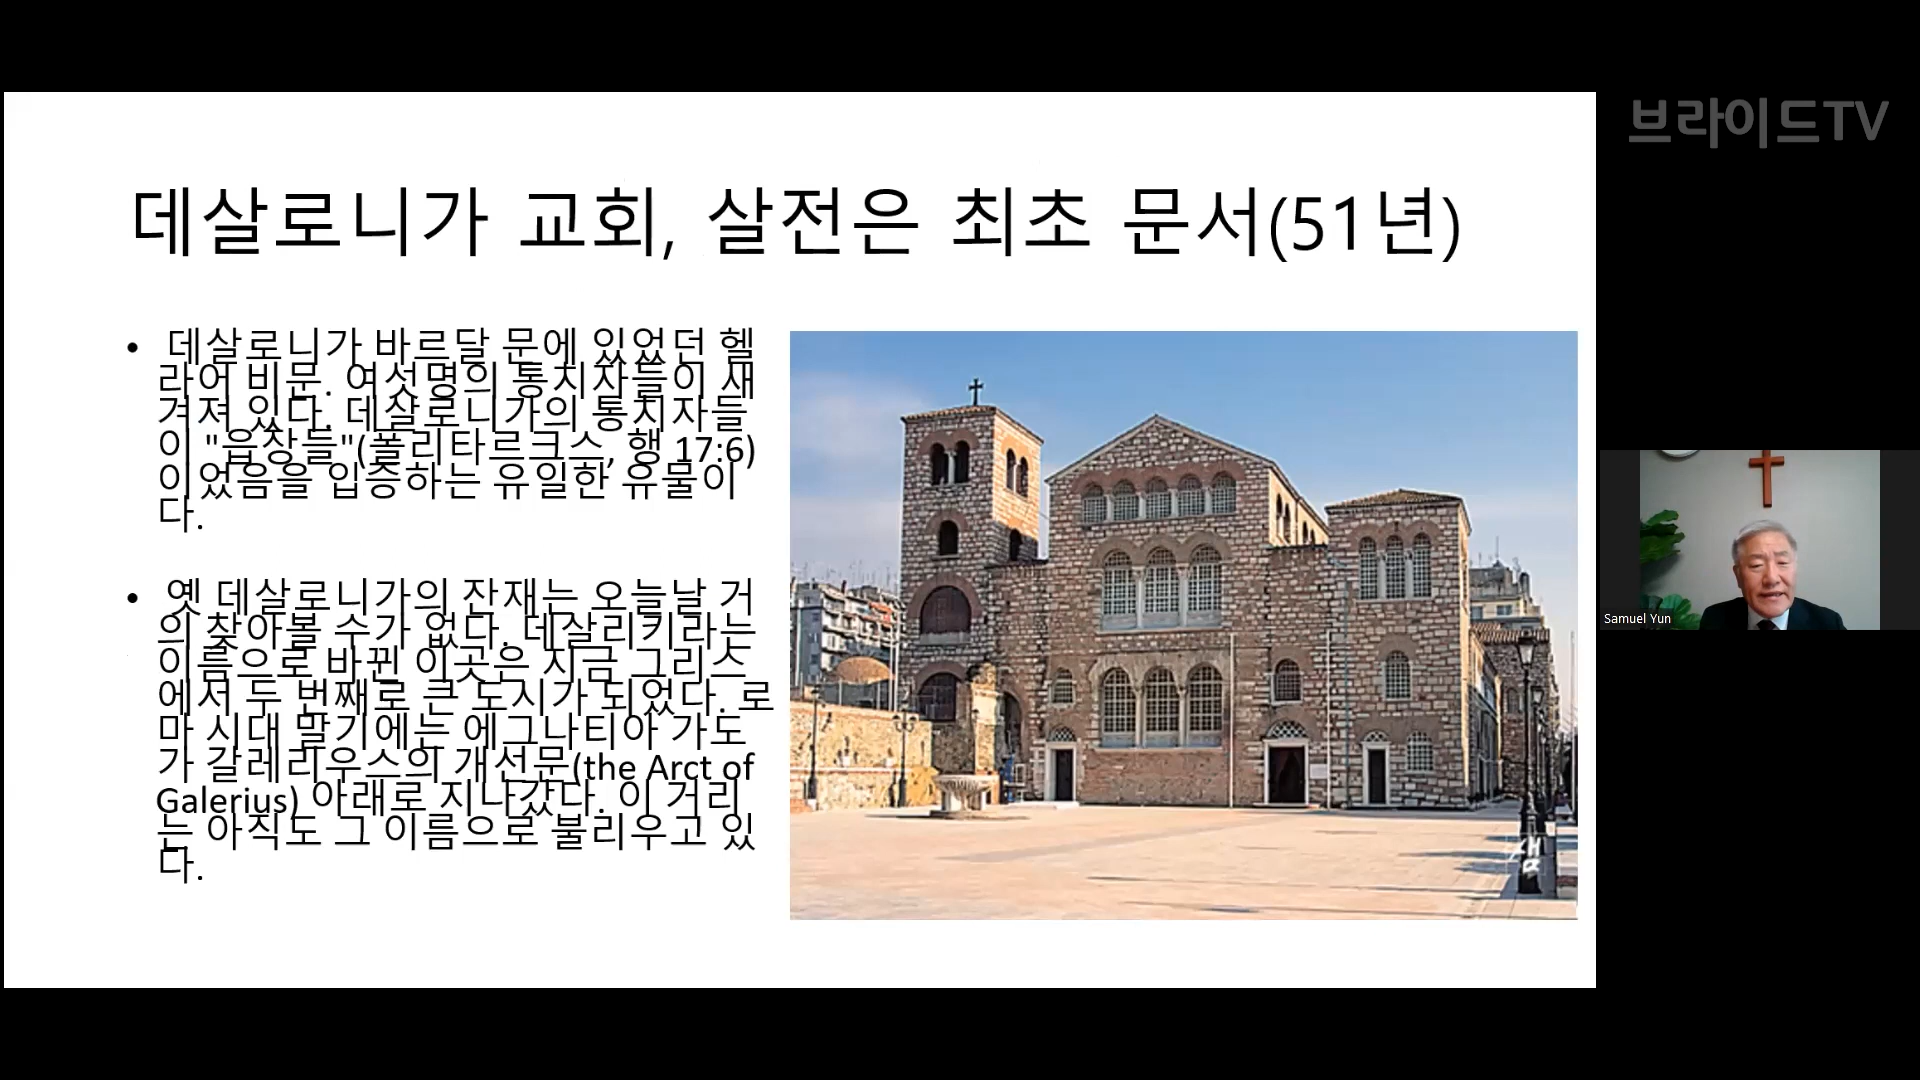 브라이드TV
데살로니가 교회, 살전은 최초 문서(51년)
• 데살로니가 바르달 문에 있었던 헬
라어 비문. 여섯명의 통치자들이 새
겨져 있다. 데살로니가의 통치자들
이 "읍장들"(폴리타르크스, 행 17:6)
이었음을 입증하는 유일한 유물이
다.
• 옛 데살로니가의 잔재는 오늘날 거
의 찾아볼 수가 없다. 데살리키라는
이름으로 바뀐 이곳은 지금 그리스
에서 두 번째로 큰 도시가 되었다. 로
마 시대 말기에는 에그나티아 가도
가 갈레리우스의 개선문(the Arct of
Galerius) 아래로 지나갔다. 이 거리
는 아직도 그 이름으로 불리우고 있
다.
Samuel Yun